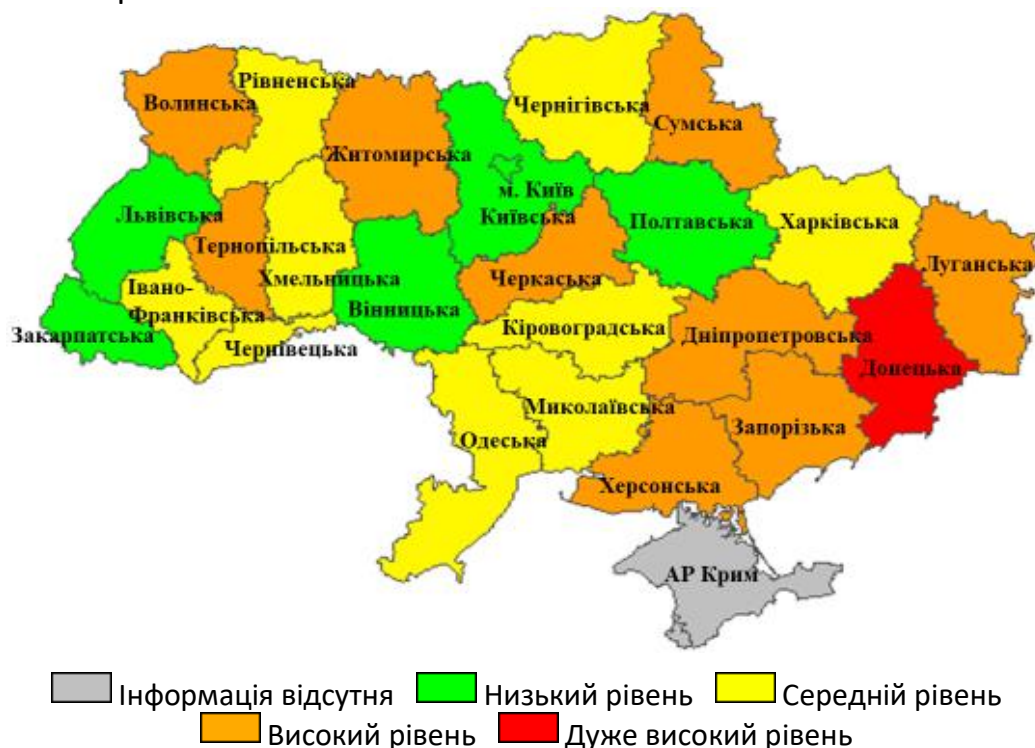 Рівненська
Волинська
Чернігівська
Сумська
Житомирська
м. Київ
Київська
Львівська
Полтавська
Харківська
Тернопільська
Луганська
Хмельницька
Черкаська
Івано-
Франківська
Вінницька
Закарпатська
Кіровоградська
Дніпропетровська
Чернівецька
Донецька
Миколаївська
Запорізька
Одеська
Херсонська
АР Крим
Інформація відсутня Низький рівень Середній рівень
Високий рівень Дуже високий рівень